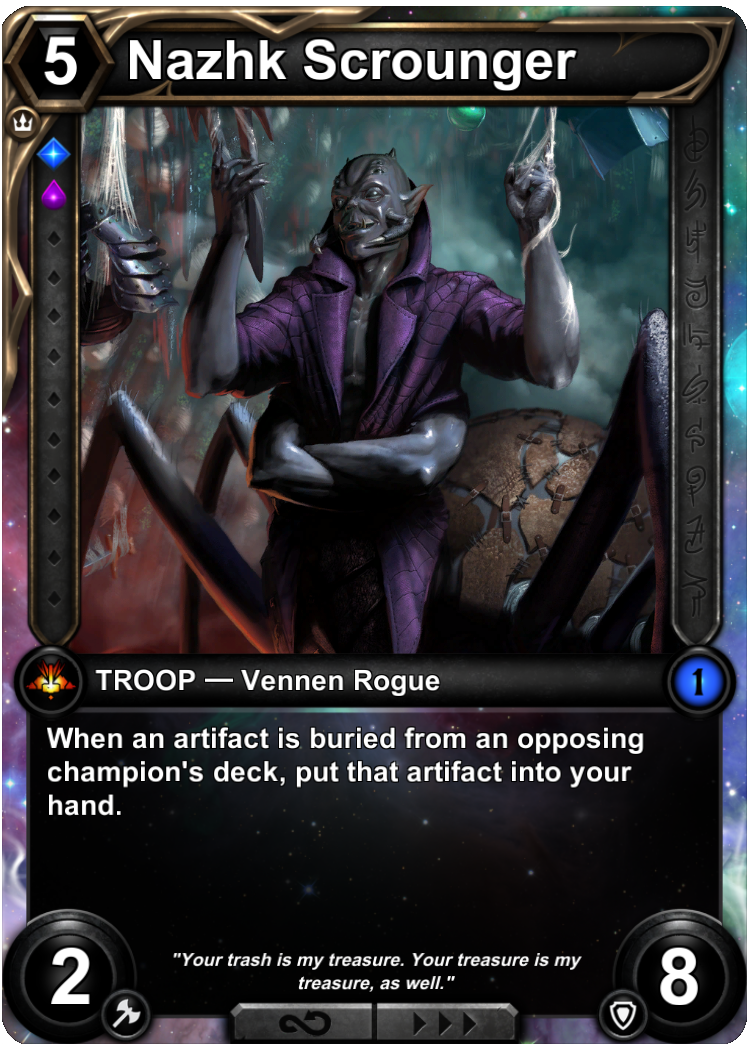 5 Nazhk Scrounger
TROOP — Vennen Rogue 1
When an artifact is buried from an opposing
champion's deck, put that artifact into your
hand.
"Your trash is my treasure. Your treasure is my
treasure, as well."
2 8